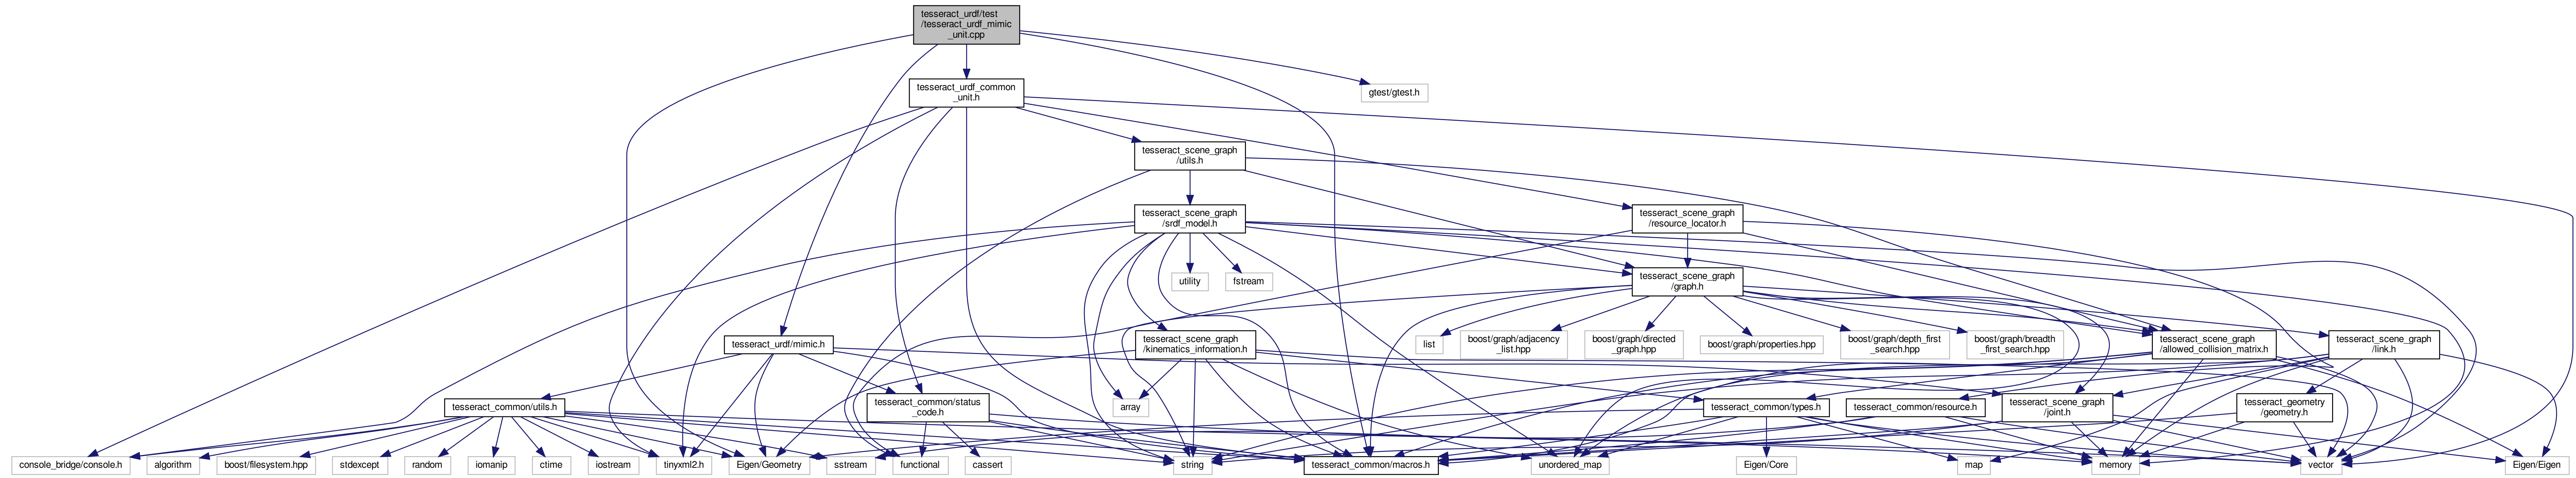 tesseract_urdf/test
/tesseract_urdf_mimic
_unit.cpp
tesseract_urdf_common
_unit.h
gtest/gtest.h
tesseract_scene_graph
/utils.h
tesseract_scene_graph
/srdf_model.h
tesseract_scene_graph
/resource_locator.h
utility
fstream
tesseract_scene_graph
/graph.h
tesseract_urdf/mimic.h
tesseract_scene_graph
/kinematics_information.h
list
boost/graph/adjacency
_list.hpp
boost/graph/directed
_graph.hpp
boost/graph/properties.hpp
boost/graph/depth_first
_search.hpp
boost/graph/breadth
_first_search.hpp
tesseract_scene_graph
/allowed_collision_matrix.h
tesseract_scene_graph
/link.h
tesseract_common/utils.h
tesseract_common/status
_code.h
array
tesseract_common/types.h
tesseract_common/resource.h
tesseract_scene_graph
/joint.h
tesseract_geometry
/geometry.h
console_bridge/console.h
algorithm
boost/filesystem.hpp
stdexcept
random
iomanip
ctime
iostream
tinyxml2.h
Eigen/Geometry
sstream
functional
cassert
string
tesseract_common/macros.h
unordered_map
Eigen/Core
map
memory
vector
Eigen/Eigen